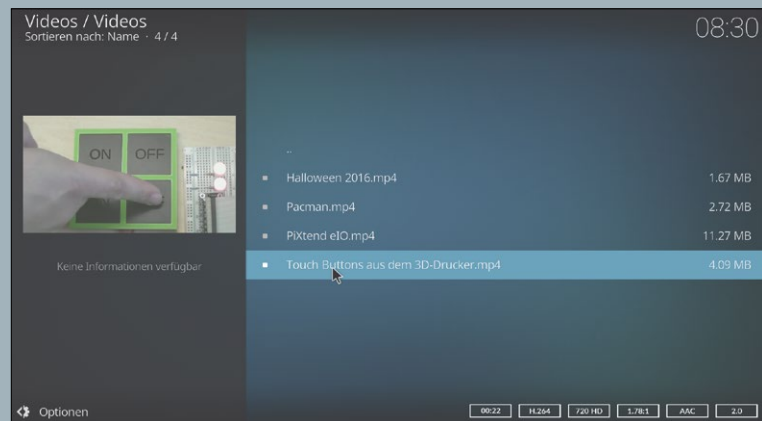 Videos / Videos
Sortieren nach: Name · 4 / 4
08:30
ON OFF
..
Halloween 2016.mp4 1.67 MB
Pacman.mp4 2.72 MB
PiXtend eIO.mp4 11.27 MB
Touch Buttons aus dem 3D-Drucker.mp4 4.09 MB
Keine Informationen verfügbar
Optionen
00:22 H.264 720 HD 1.78:1 AAC 2.0